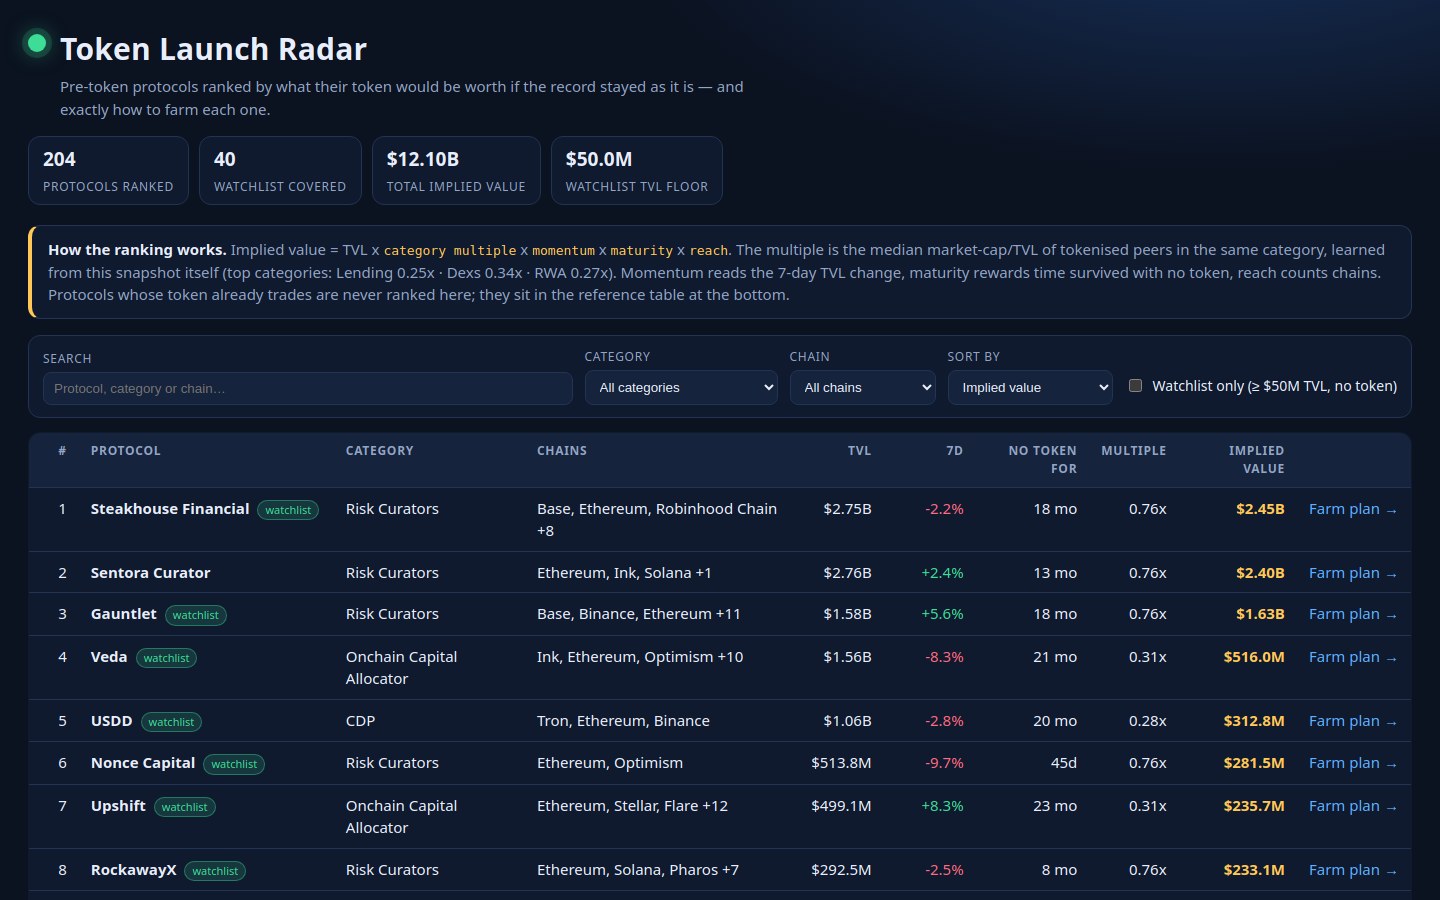 Token Launch Radar
Pre-token protocols ranked by what their token would be worth if the record stayed as it is — and
exactly how to farm each one.
204
PROTOCOLS RANKED
40
WATCHLIST COVERED
$12.10B
TOTAL IMPLIED VALUE
$50.0M
WATCHLIST TVL FLOOR
How the ranking works. Implied value = TVL x category multiple x momentum x maturity x reach. The multiple is the median market-cap/TVL of tokenised peers in the same category, learned
from this snapshot itself (top categories: Lending 0.25x · Dexs 0.34x · RWA 0.27x). Momentum reads the 7-day TVL change, maturity rewards time survived with no token, reach counts chains.
Protocols whose token already trades are never ranked here; they sit in the reference table at the bottom.
SEARCH
Protocol, category or chain...
CATEGORY
All categories
CHAIN
All chains
SORT BY
Implied value
Watchlist only (≥ $50M TVL, no token)
# PROTOCOL CATEGORY CHAINS TVL 7D NO TOKEN FOR MULTIPLE IMPLIED VALUE
1 Steakhouse Financial watchlist Risk Curators Base, Ethereum, Robinhood Chain +8 $2.75B -2.2% 18 mo 0.76x $2.45B Farm plan →
2 Sentora Curator Risk Curators Ethereum, Ink, Solana +1 $2.76B +2.4% 13 mo 0.76x $2.40B Farm plan →
3 Gauntlet watchlist Risk Curators Base, Binance, Ethereum +11 $1.58B +5.6% 18 mo 0.76x $1.63B Farm plan →
4 Veda watchlist Onchain Capital Allocator Ink, Ethereum, Optimism +10 $1.56B -8.3% 21 mo 0.31x $516.0M Farm plan →
5 USDD watchlist CDP Tron, Ethereum, Binance $1.06B -2.8% 20 mo 0.28x $312.8M Farm plan →
6 Nonce Capital watchlist Risk Curators Ethereum, Optimism $513.8M -9.7% 45d 0.76x $281.5M Farm plan →
7 Upshift watchlist Onchain Capital Allocator Ethereum, Stellar, Flare +12 $499.1M +8.3% 23 mo 0.31x $235.7M Farm plan →
8 RockawayX watchlist Risk Curators Ethereum, Solana, Pharos +7 $292.5M -2.5% 8 mo 0.76x $233.1M Farm plan →